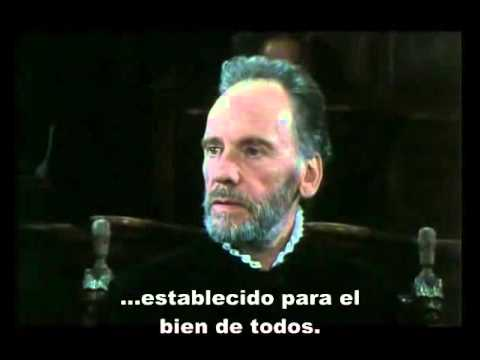 ...establecido para el
bien de todos.